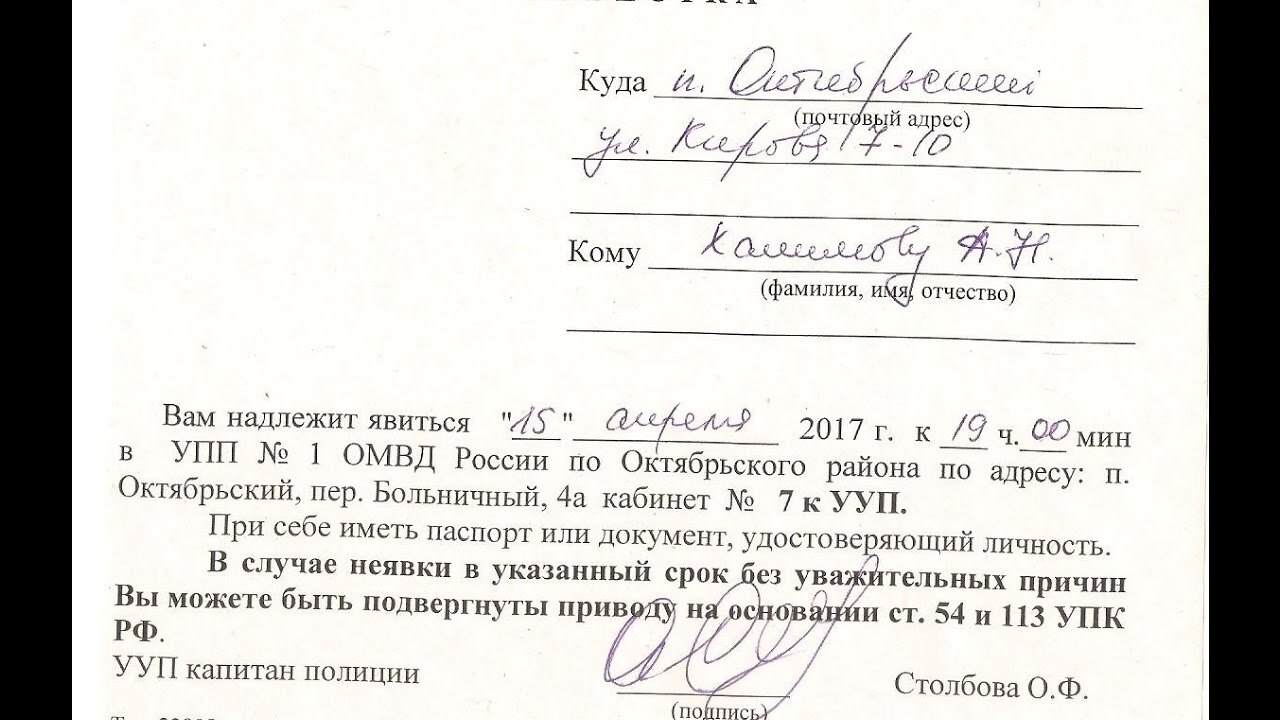 Куда п. Октябрьский
(почтовый адрес)
ул. Кирова 17-10
Кому Халимову А.Н.
(фамилия, имя, отчество)
Вам надлежит явиться "15" апреля 2017 г. к 19 ч. 00 мин
в УПП № 1 ОМВД России по Октябрьского района по адресу: п.
Октябрьский, пер. Больничный, 4а кабинет № 7 к УУП.
При себе иметь паспорт или документ, удостоверяющий личность.
В случае неявки в указанный срок без уважительных причин
Вы можете быть подвергнуты приводу на основании ст. 54 и 113 УПК
РФ.
УУП капитан полиции Столбова О.Ф.
(подпись)